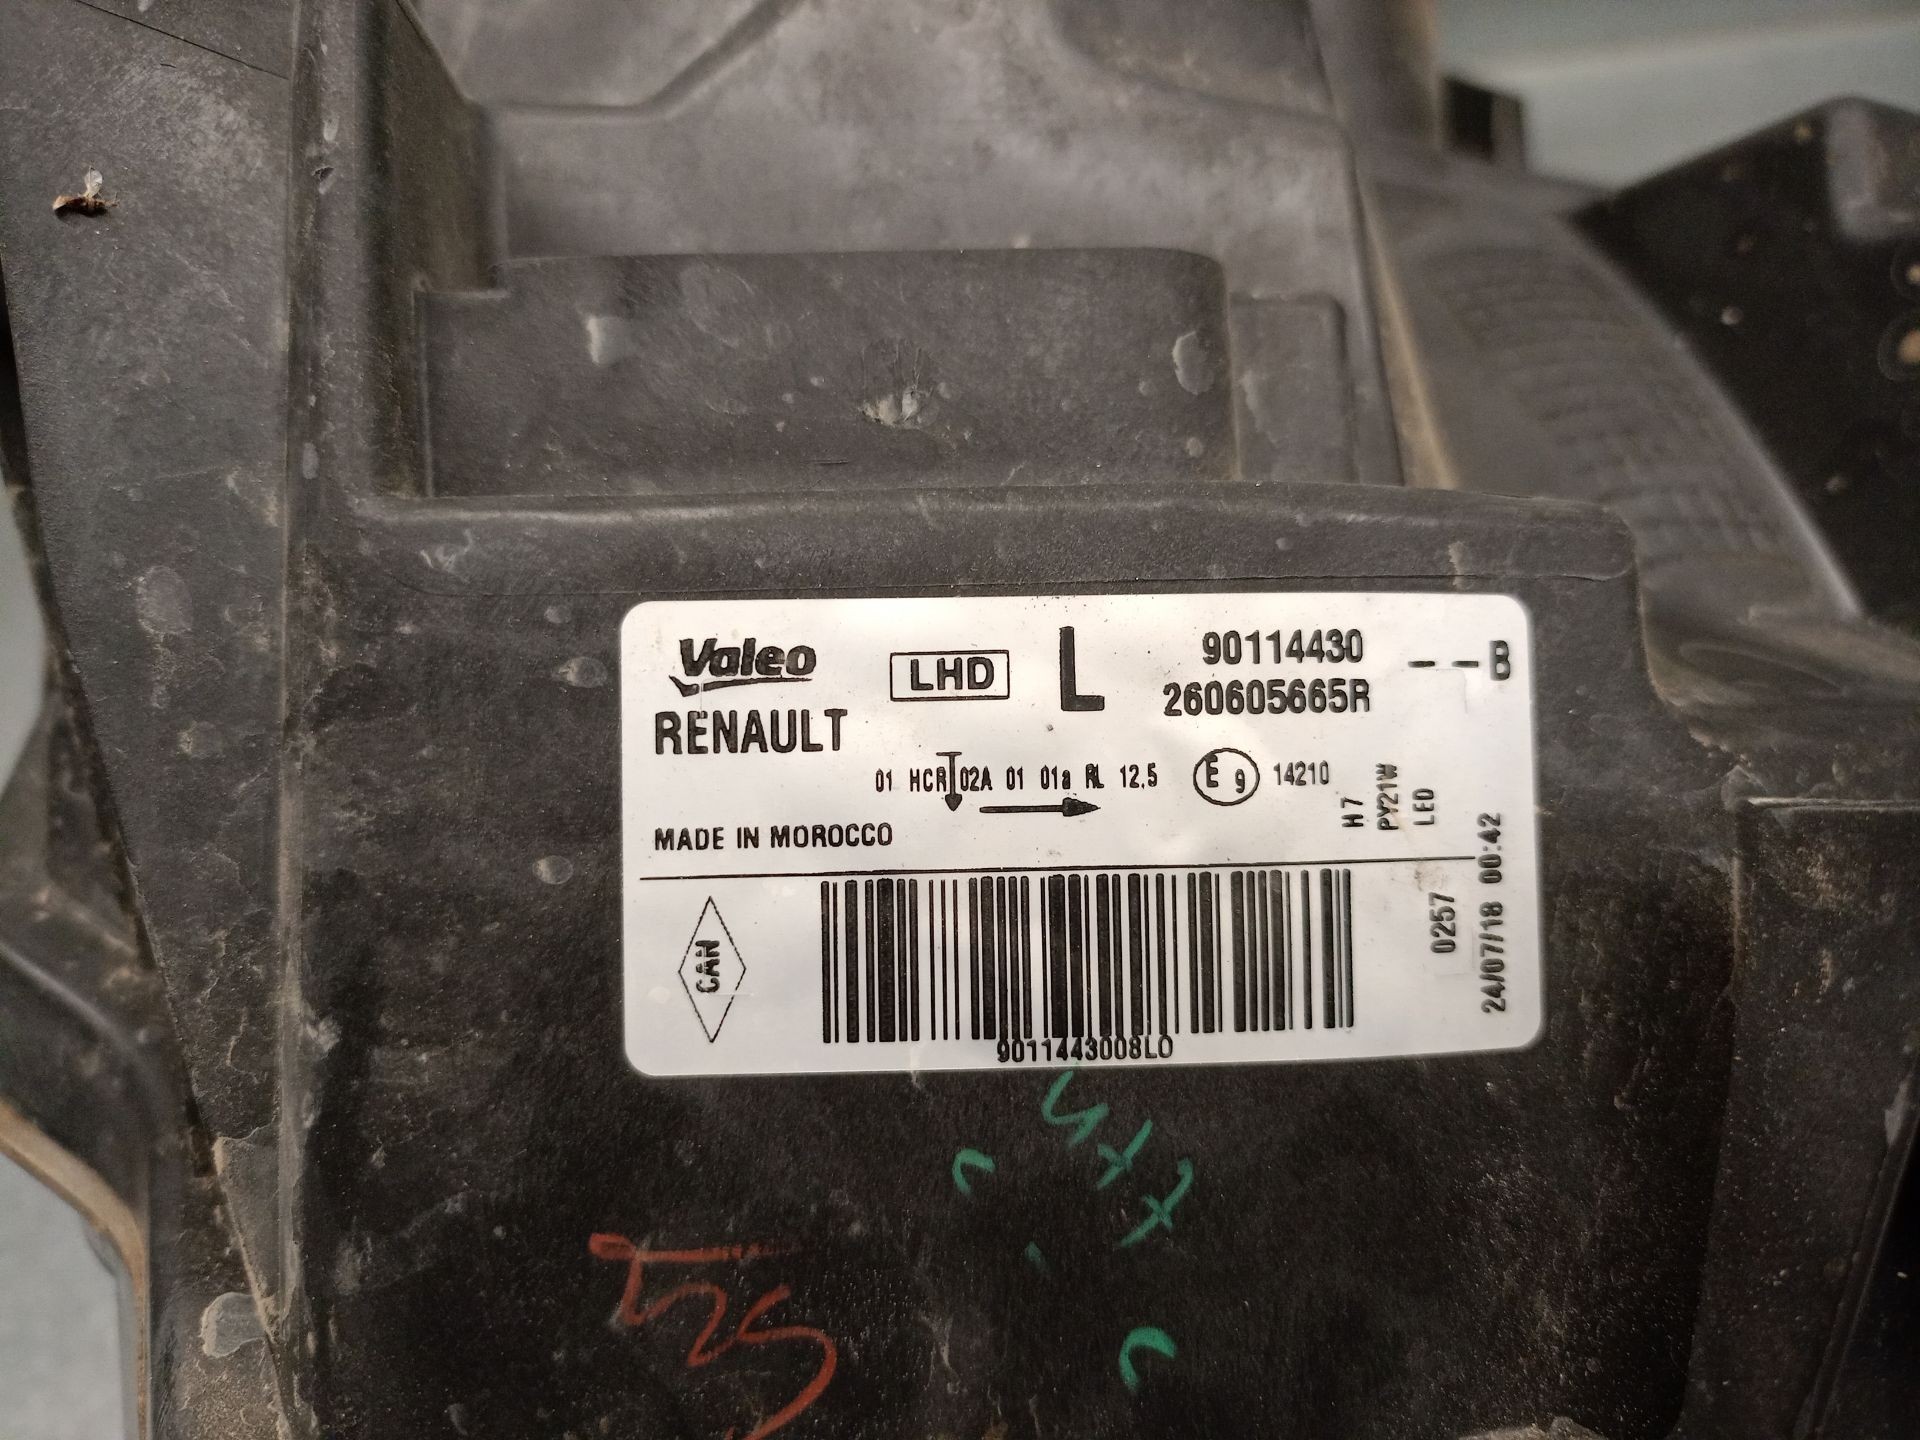 Valeo
RENAULT
LHD
L
90114430
260605665R
--B
01 HCR 02A 01 01a RL 12,5
E 9
14210
H7
PY21W
LED
MADE IN MOROCCO
CAN
9011443008LO
0257
24/07/18 00:42